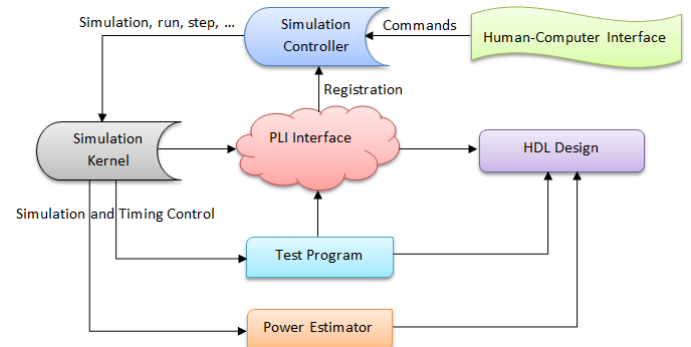 Simulation, run, step, ...
Simulation
Controller
Commands
Human-Computer Interface
Registration
Simulation
Kernel
PLI Interface
HDL Design
Simulation and Timing Control
Test Program
Power Estimator